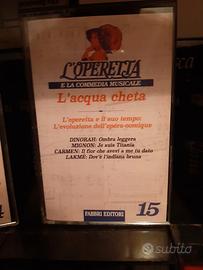 L'OPERETTA
E LA COMMEDIA MUSICALE
L'acqua cheta
L'operetta e il suo tempo:
L'evoluzione dell'opéra-comique
DINORAH: Ombra leggera
MIGNON: Je suis Titania
CARMEN: Il fior che avevi a me tu dato
LAKMÉ: Dov'è l'indiana bruna
FABBRI EDITORI
15
4
subito